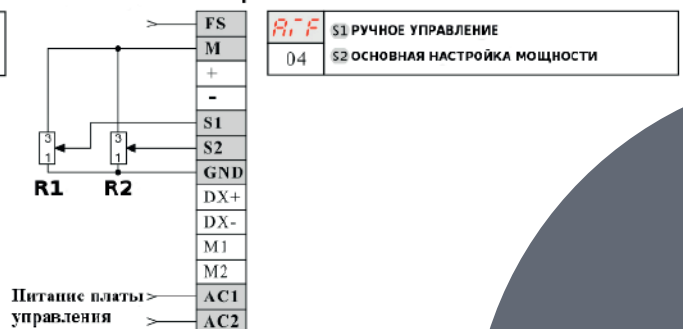 FS
M
+
-
S1
S2
GND
DX+
DX-
M1
M2
AC1
AC2
3
1
3
1
R1 R2
Питание платы
управления
S1 РУЧНОЕ УПРАВЛЕНИЕ
04 S2 ОСНОВНАЯ НАСТРОЙКА МОЩНОСТИ